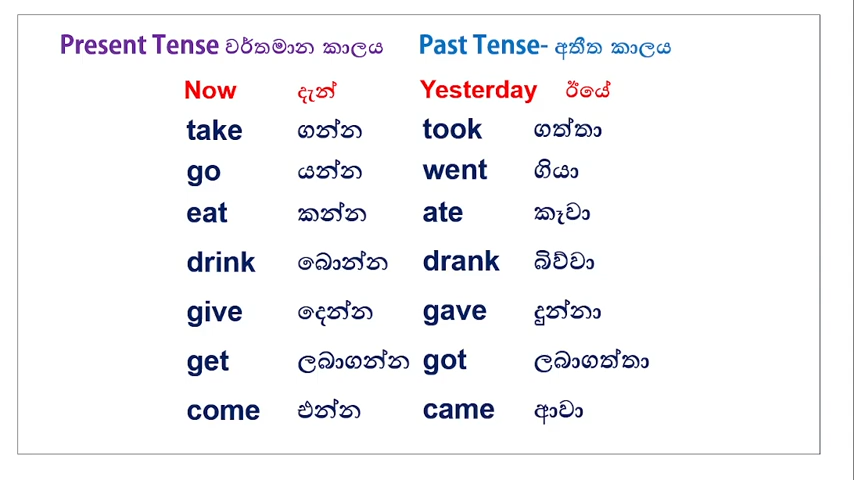 Present Tense වර්තමාන කාලය Past Tense- අතීත කාලය
Now දැන් Yesterday ඊයේ
take ගන්න took ගත්තා
go යන්න went ගියා
eat කන්න ate කෑවා
drink බොන්න drank බිව්වා
give දෙන්න gave දුන්නා
get ලබාගන්න got ලබාගත්තා
come එන්න came ආවා